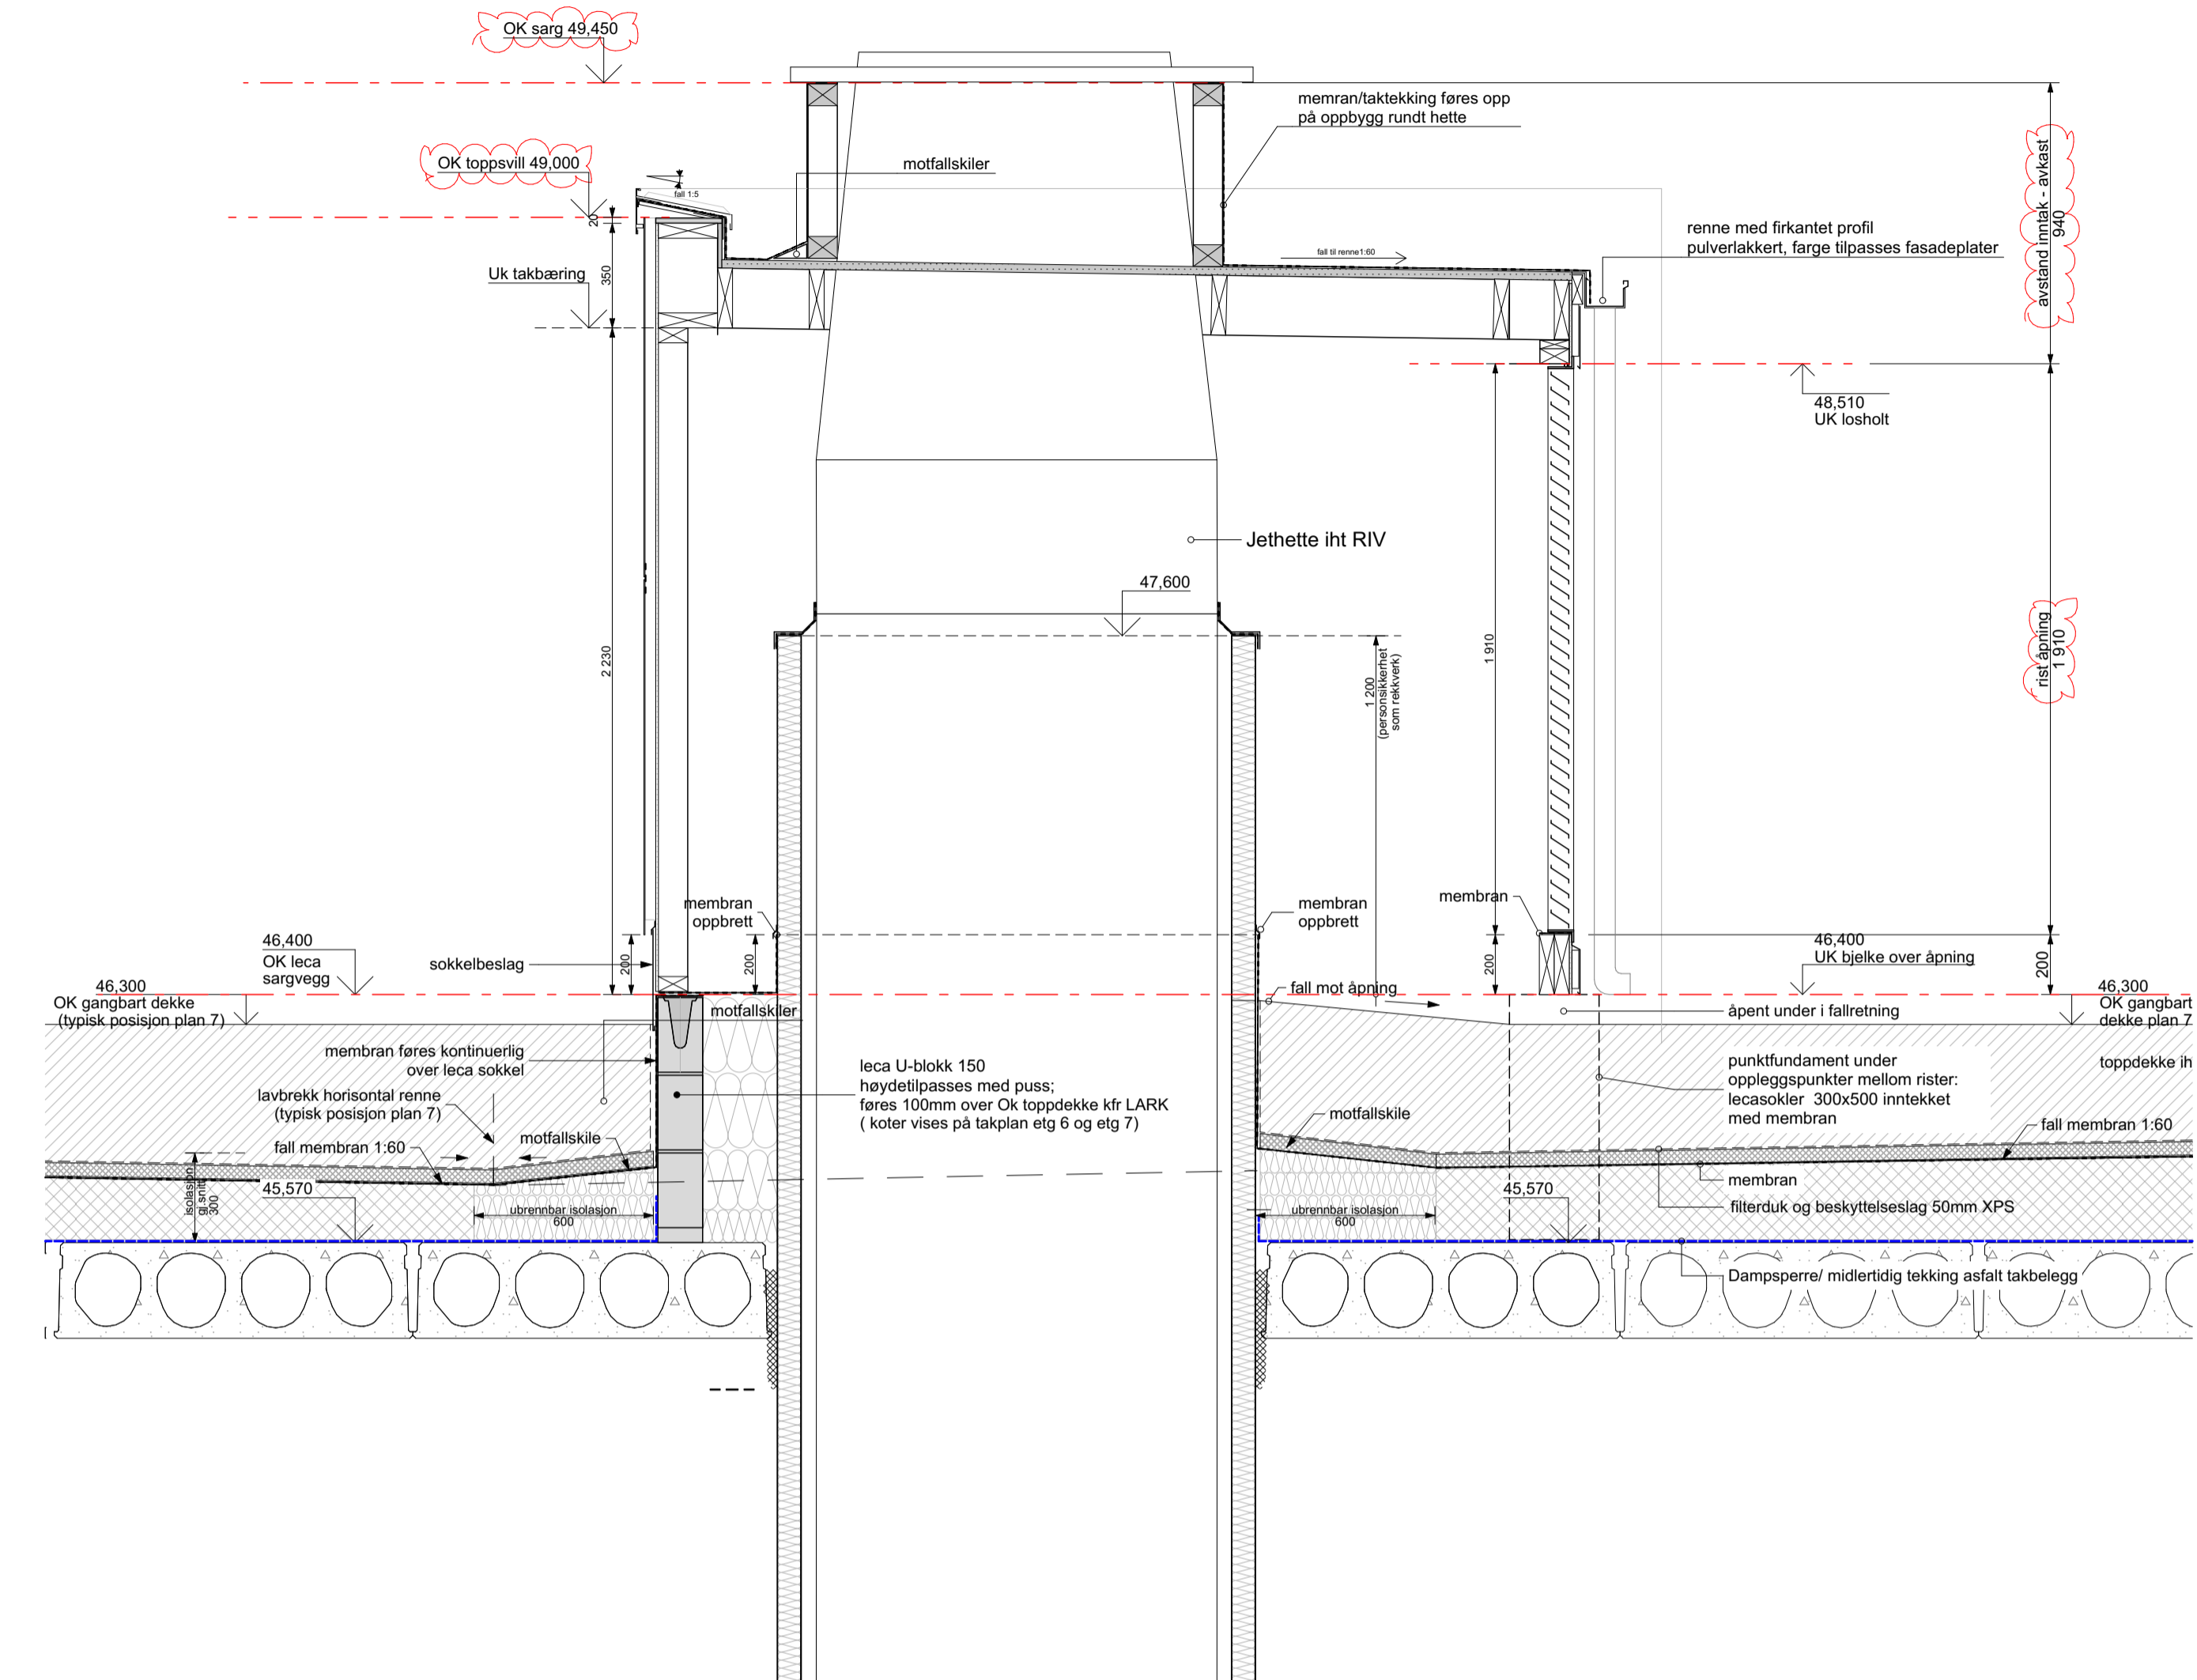 OK sarg 49,450
memran/taktekking føres opp
på oppbygg rundt hette
OK toppsvill 49,000
motfallskiler
fall 1:5
20
avstand inntak - avkast
940
renne med firkantet profil
pulverlakkert, farge tilpasses fasadeplater
fall til renne1:60
Uk takbæring
350
48,510
UK losholt
Jethette iht RIV
47,600
2 230
1 200
(personsikkerhet
som rekkverk)
1 910
rist åpning
1 910
membran
oppbrett
membran
oppbrett
membran
46,400
OK leca
sargvegg
sokkelbeslag
200
200
200
46,400
UK bjelke over åpning
200
46,300
OK gangbart dekke
(typisk posisjon plan 7)
fall mot åpning
46,300
OK gangbart
dekke plan 7
motfallskiler
åpent under i fallretning
membran føres kontinuerlig
over leca sokkel
leca U-blokk 150
høydetilpasses med puss;
føres 100mm over Ok toppdekke kfr LARK
( koter vises på takplan etg 6 og etg 7)
punktfundament under
oppleggspunkter mellom rister:
lecasokler 300x500 inntekket
med membran
toppdekke ih
lavbrekk horisontal renne
(typisk posisjon plan 7)
motfallskile
fall membran 1:60
motfallskile
fall membran 1:60
isolasjon
gj.snitt
300
45,570
ubrennbar isolasjon
600
ubrennbar isolasjon
600
45,570
membran
filterduk og beskyttelseslag 50mm XPS
Dampsperre/ midlertidig tekking asfalt takbelegg